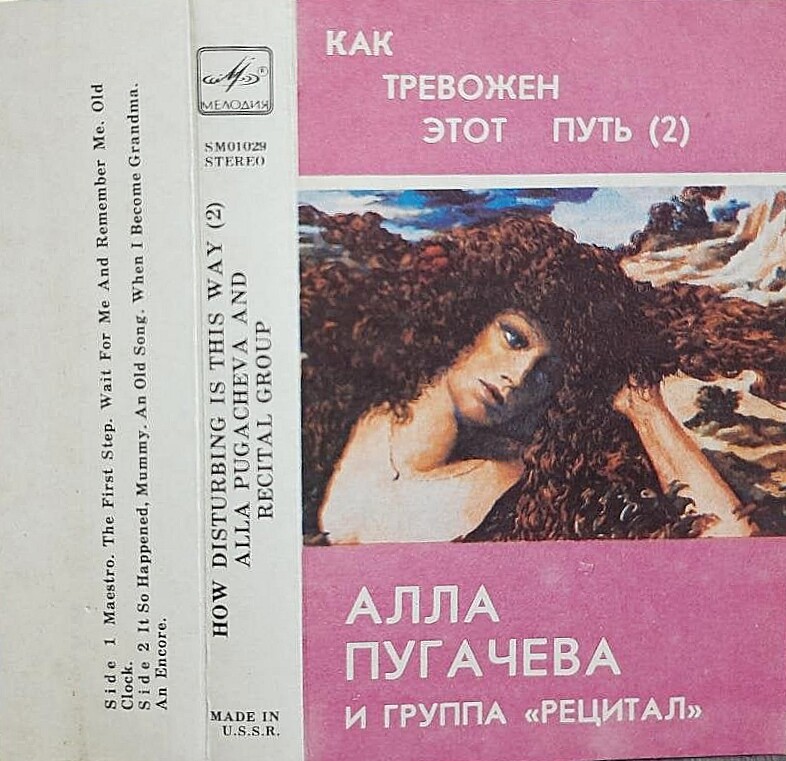 Side 1 Maestro. The First Step. Wait For Me And Remember Me. Old
Clock.
Side 2 It So Happened, Mummy. An Old Song. When I Become Grandma.
An Encore.
МЕЛОДИЯ
SM01029
STEREO
HOW DISTURBING IS THIS WAY (2)
ALLA PUGACHEVA AND
RECITAL GROUP
MADE IN
U.S.S.R.
КАК
ТРЕВОЖЕН
ЭТОТ ПУТЬ (2)
АЛЛА
ПУГАЧЕВА
И ГРУППА «РЕЦИТАЛ»